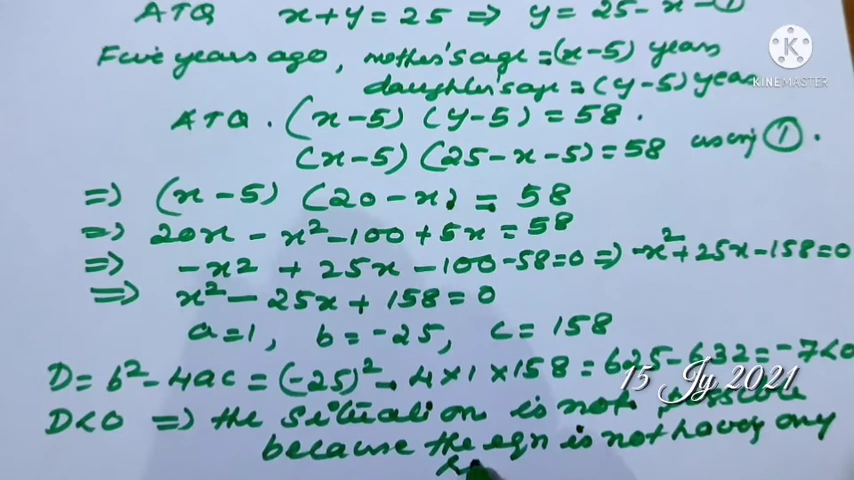 ATQ x+y=25 ⇒ y= 25-x-①
Five years ago, mother's age =(x-5) years
daughter's age = (y-5) years
K
KINEMASTER
ATQ. (x-5) (y-5) = 58.
(x-5) (25-x-5)=58 using ①.
⇒ (x-5) (20-x) = 58
⇒ 20x - x² - 100 + 5x = 58
⇒ -x² + 25x - 100 - 58=0 ⇒ -x²+25x-158=0
⇒ x² - 25x + 158 = 0
a=1, b=-25, c= 158
D= b²-4ac = (-25)² - 4×1×158 = 625-632=-7<0
15 Jy 2021
D<0 ⇒ the situation is not possible
because the eqn is not having any